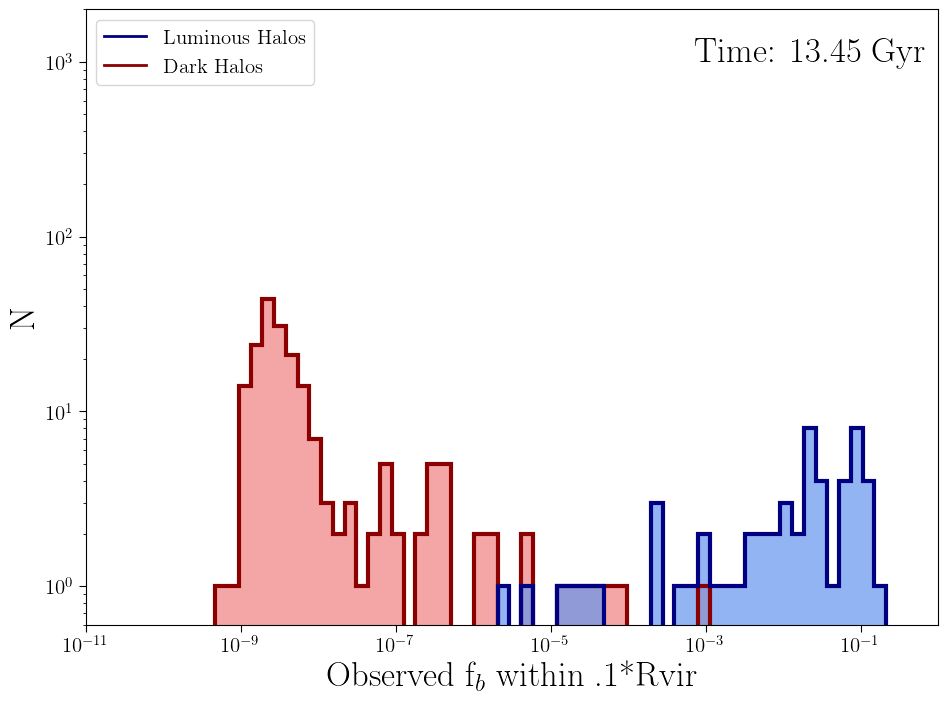 Luminous Halos
Dark Halos
Time: 13.45 Gyr
10³
10²
10¹
10⁰
N
10⁻¹¹ 10⁻⁹ 10⁻⁷ 10⁻⁵ 10⁻³ 10⁻¹
Observed f_b within .1*Rvir